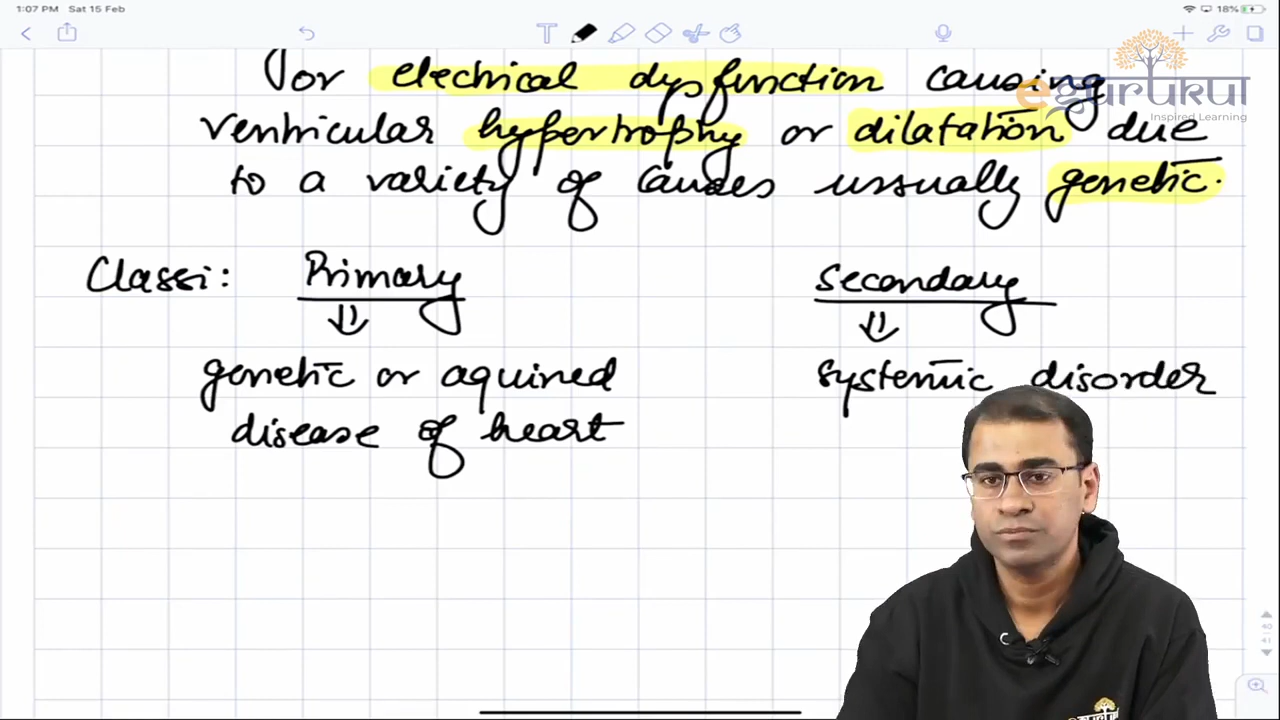 1:07 PM Sat 15 Feb
18%
or electrical dysfunction causing
eGurukul
Inspired Learning
ventricular hypertrophy or dilatation due
to a variety of causes ussually genetic.
Classi: Primary Secondary
genetic or aquired systemic disorder
disease of heart